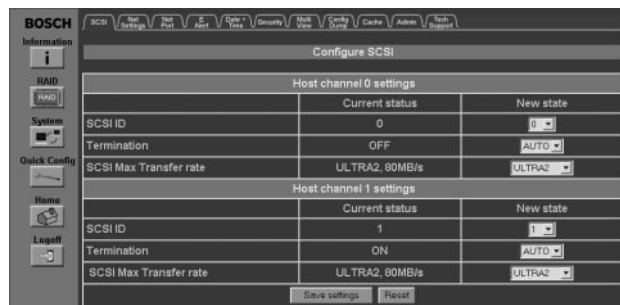 BOSCH
SCSI Net Settings Net Port E Alert Date + Time Security Multi View Config Dump Cache Admin Tech Support
Information
i
Configure SCSI
RAID
RAID
Host channel 0 settings
Current status New state
System
SCSI ID 0 0
Termination OFF AUTO
Quick Config
SCSI Max Transfer rate ULTRA2, 80MB/s ULTRA2
Host channel 1 settings
Home
Current status New state
SCSI ID 1 1
Logoff
Termination ON AUTO
SCSI Max Transfer rate ULTRA2, 80MB/s ULTRA2
Save settings Reset